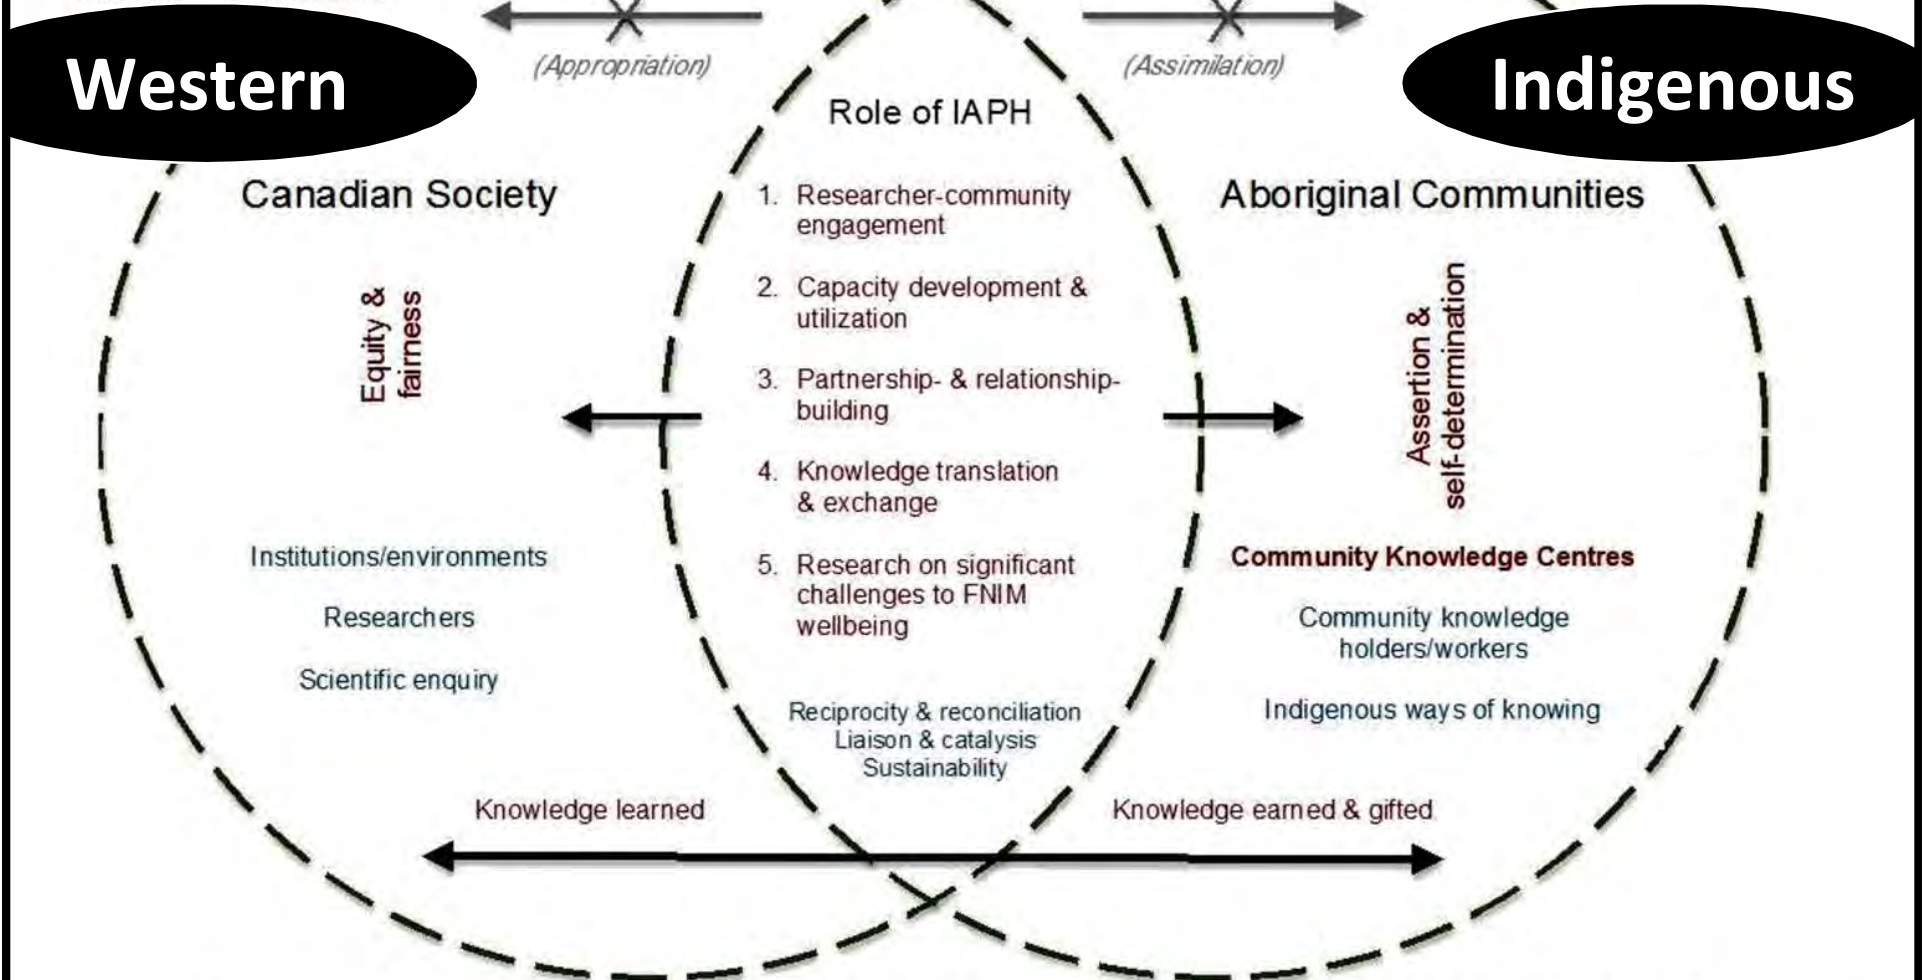 (Appropriation)
(Assimilation)
Western
Indigenous
Role of IAPH
Canadian Society
Aboriginal Communities
1. Researcher-community
engagement
2. Capacity development &
utilization
3. Partnership- & relationship-
building
4. Knowledge translation
& exchange
5. Research on significant
challenges to FNIM
wellbeing
Reciprocity & reconciliation
Liaison & catalysis
Sustainability
Equity &
fairness
Institutions/environments
Researchers
Scientific enquiry
Assertion &
self-determination
Community Knowledge Centres
Community knowledge
holders/workers
Indigenous ways of knowing
Knowledge learned
Knowledge earned & gifted